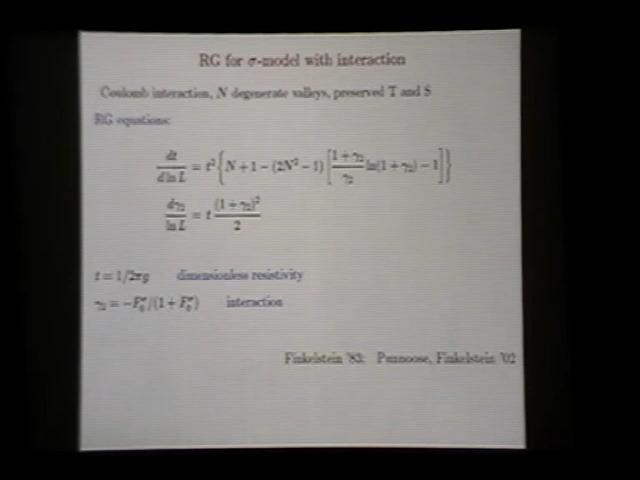 RG for σ-model with interaction
Coulomb interaction, N degenerate valleys, preserved T and S
RG equations:
dt/d ln L = t² { N + 1 − (2N² − 1) [ (1 + γ₂)/γ₂ ln(1 + γ₂) − 1 ] }
dγ₂/ln L = t (1 + γ₂)²/2
t = 1/2πg dimensionless resistivity
γ₂ = −F₀^σ/(1 + F₀^σ) interaction
Finkelstein '83; Punnoose, Finkelstein '02